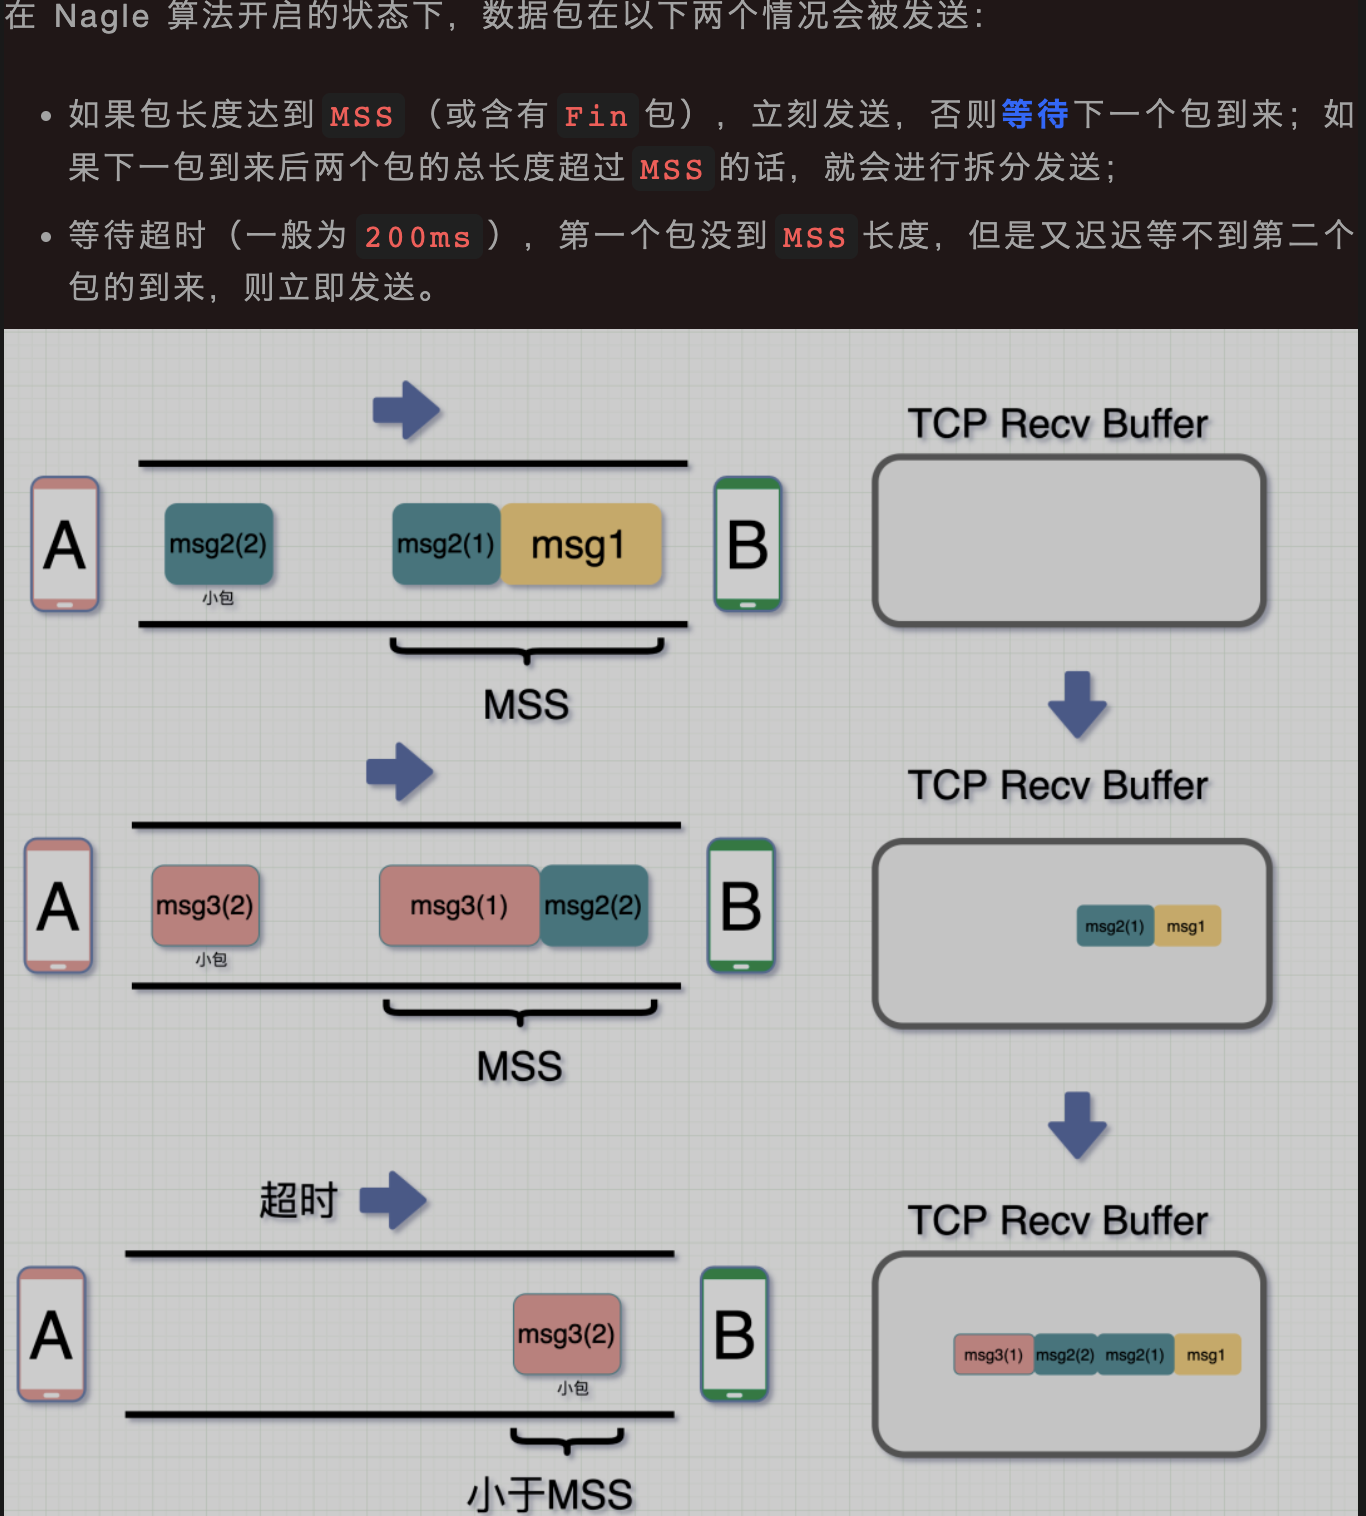 在 Nagle 算法开启的状态下，数据包在以下两个情况会被发送：
如果包长度达到 MSS （或含有 Fin 包），立刻发送，否则等待下一个包到来；如
果下一包到来后两个包的总长度超过 MSS 的话，就会进行拆分发送；
等待超时（一般为 200ms ），第一个包没到 MSS 长度，但是又迟迟等不到第二个
包的到来，则立即发送。
TCP Recv Buffer
A
msg2(2)
msg2(1)
msg1
B
小包
MSS
TCP Recv Buffer
A
msg3(2)
msg3(1)
msg2(2)
B
msg2(1)
msg1
小包
MSS
超时
TCP Recv Buffer
A
msg3(2)
B
msg3(1)
msg2(2)
msg2(1)
msg1
小包
小于MSS